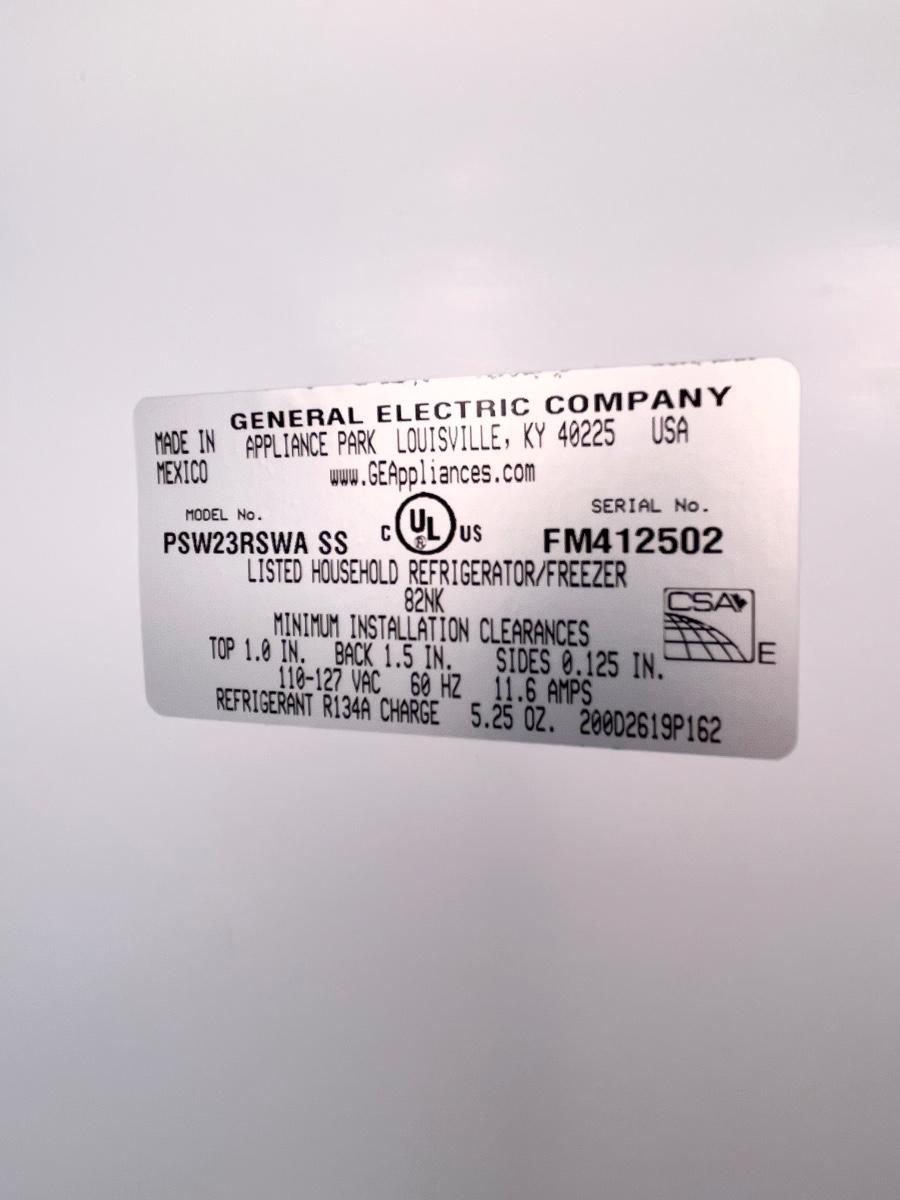 GENERAL ELECTRIC COMPANY
MADE IN APPLIANCE PARK LOUISVILLE, KY 40225 USA
MEXICO www.GEAppliances.com
MODEL No. SERIAL No.
PSW23RSWA SS C UL ® US FM412502
LISTED HOUSEHOLD REFRIGERATOR/FREEZER
82NK CSA
MINIMUM INSTALLATION CLEARANCES
TOP 1.0 IN. BACK 1.5 IN. SIDES 0.125 IN. E
110-127 VAC 60 HZ 11.6 AMPS
REFRIGERANT R134A CHARGE 5.25 OZ. 200D2619P162